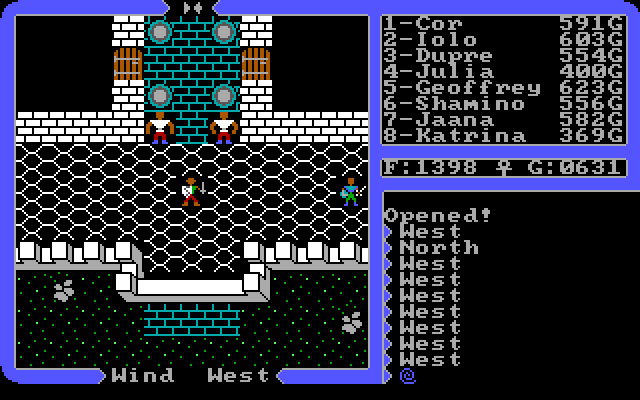 1-Cor 591G
2-Iolo 603G
3-Dupre 554G
4-Julia 400G
5-Geoffrey 623G
6-Shamino 556G
7-Jaana 582G
8-Katrina 369G
F:1398 ♀ G:0631
Opened!
West
North
West
West
West
West
West
West
West
Wind West